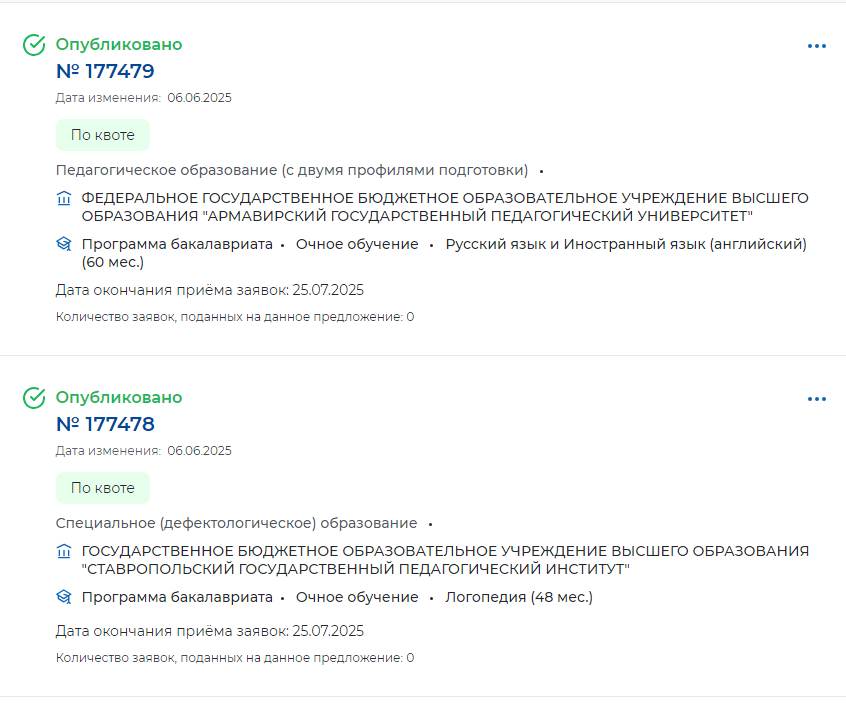 Опубликовано
№ 177479
Дата изменения: 06.06.2025
По квоте
Педагогическое образование (с двумя профилями подготовки) •
ФЕДЕРАЛЬНОЕ ГОСУДАРСТВЕННОЕ БЮДЖЕТНОЕ ОБРАЗОВАТЕЛЬНОЕ УЧРЕЖДЕНИЕ ВЫСШЕГО
ОБРАЗОВАНИЯ "АРМАВИРСКИЙ ГОСУДАРСТВЕННЫЙ ПЕДАГОГИЧЕСКИЙ УНИВЕРСИТЕТ"
Программа бакалавриата • Очное обучение • Русский язык и Иностранный язык (английский)
(60 мес.)
Дата окончания приёма заявок: 25.07.2025
Количество заявок, поданных на данное предложение: 0
Опубликовано
№ 177478
Дата изменения: 06.06.2025
По квоте
Специальное (дефектологическое) образование •
ГОСУДАРСТВЕННОЕ БЮДЖЕТНОЕ ОБРАЗОВАТЕЛЬНОЕ УЧРЕЖДЕНИЕ ВЫСШЕГО ОБРАЗОВАНИЯ
"СТАВРОПОЛЬСКИЙ ГОСУДАРСТВЕННЫЙ ПЕДАГОГИЧЕСКИЙ ИНСТИТУТ"
Программа бакалавриата • Очное обучение • Логопедия (48 мес.)
Дата окончания приёма заявок: 25.07.2025
Количество заявок, поданных на данное предложение: 0